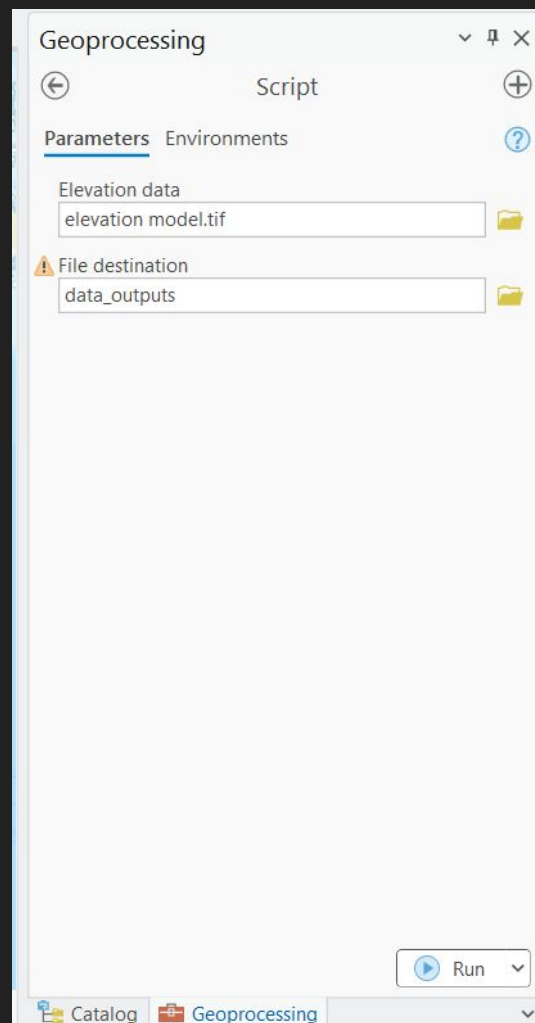 Geoprocessing
Script
Parameters Environments
Elevation data
elevation model.tif
File destination
data_outputs
Run
Catalog Geoprocessing